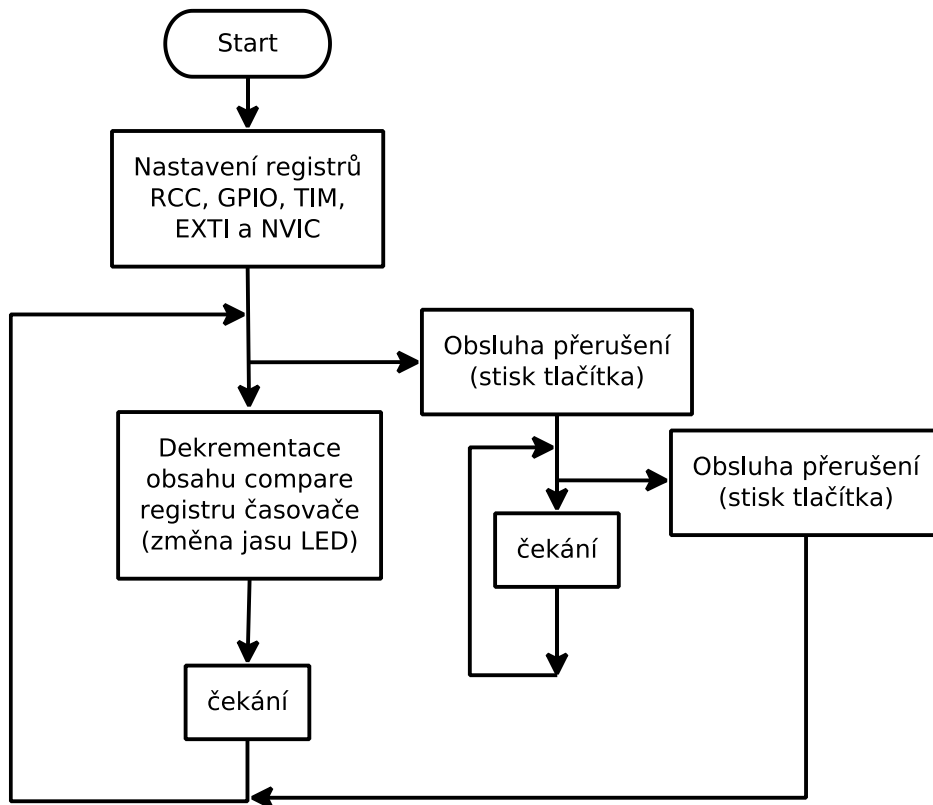 Start
Nastavení registrů
RCC, GPIO, TIM,
EXTI a NVIC
Obsluha přerušení
(stisk tlačítka)
Dekrementace
obsahu compare
registru časovače
(změna jasu LED)
Obsluha přerušení
(stisk tlačítka)
čekání
čekání